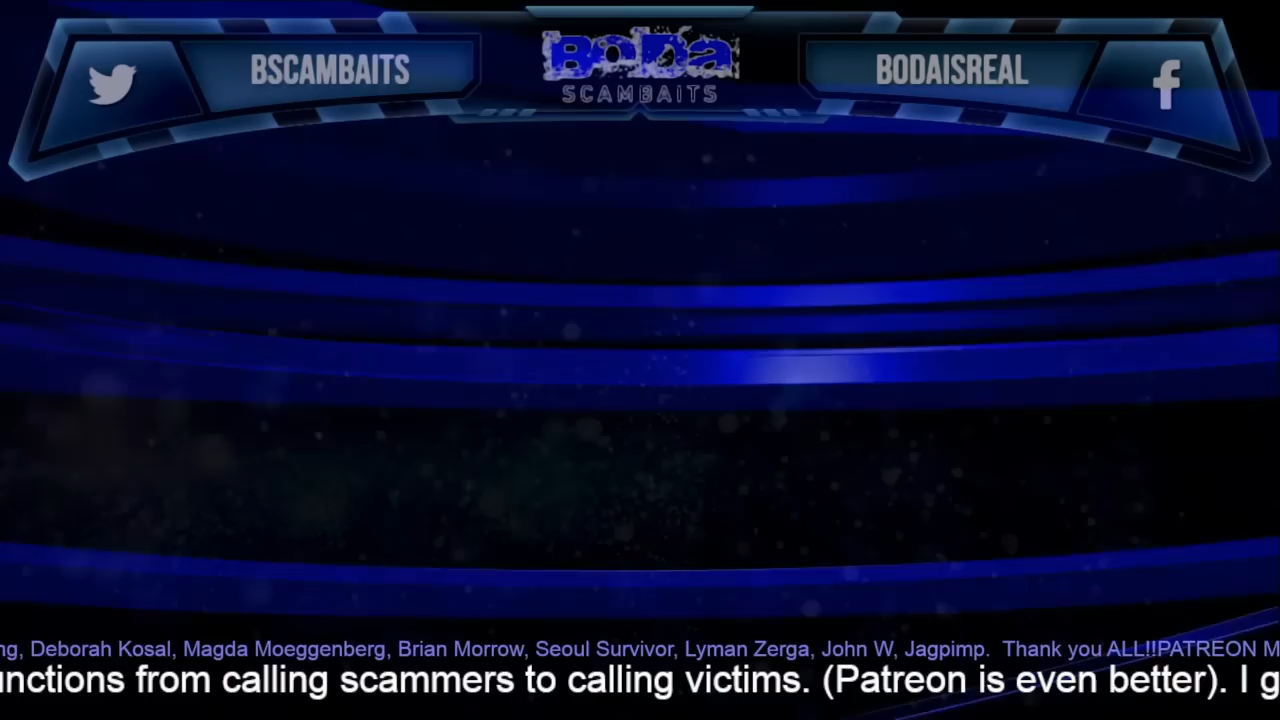 BSCAMBAITS
BODa
SCAMBAITS
BODAISREAL
ng, Deborah Kosal, Magda Moeggenberg, Brian Morrow, Seoul Survivor, Lyman Zerga, John W, Jagpimp. Thank you ALL!!PATREON M
unctions from calling scammers to calling victims. (Patreon is even better). I g